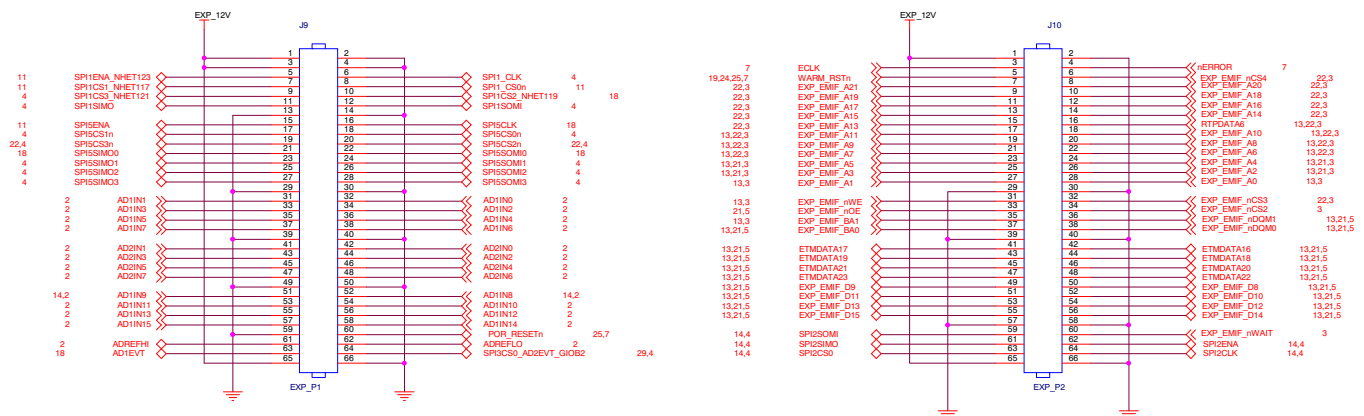 EXP_12V
J9
1 2
3 4
11 SPI1ENA_NHET123 5 6 SPI1_CLK 4
11 SPI1CS1_NHET117 7 8 SPI1_CS0n 11
4 SPI1CS3_NHET121 9 10 SPI1CS2_NHET119 18
4 SPI1SIMO 11 12 SPI1SOMI 4
13 14
11 SPI5ENA 15 16 SPI5CLK 18
4 SPI5CS1n 17 18 SPI5CS0n 4
22,4 SPI5CS3n 19 20 SPI5CS2n 22,4
18 SPI5SIMO0 21 22 SPI5SOMI0 18
4 SPI5SIMO1 23 24 SPI5SOMI1 4
4 SPI5SIMO2 25 26 SPI5SOMI2 4
4 SPI5SIMO3 27 28 SPI5SOMI3 4
29 30
2 AD1IN1 31 32 AD1IN0 2
2 AD1IN3 33 34 AD1IN2 2
2 AD1IN5 35 36 AD1IN4 2
2 AD1IN7 37 38 AD1IN6 2
39 40
2 AD2IN1 41 42 AD2IN0 2
2 AD2IN3 43 44 AD2IN2 2
2 AD2IN5 45 46 AD2IN4 2
2 AD2IN7 47 48 AD2IN6 2
49 50
14,2 AD1IN9 51 52 AD1IN8 14,2
2 AD1IN11 53 54 AD1IN10 2
2 AD1IN13 55 56 AD1IN12 2
2 AD1IN15 57 58 AD1IN14 2
59 60 POR_RESETn 25,7
2 ADREFHI 61 62 ADREFLO 2
18 AD1EVT 63 64 SPI3CS0_AD2EVT_GIOB2 29,4
65 66
EXP_P1
EXP_12V
J10
1 2
7 ECLK 3 4 nERROR 7
19,24,25,7 WARM_RSTn 5 6 EXP_EMIF_nCS4 22,3
22,3 EXP_EMIF_A21 7 8 EXP_EMIF_A20 22,3
22,3 EXP_EMIF_A19 9 10 EXP_EMIF_A18 22,3
22,3 EXP_EMIF_A17 11 12 EXP_EMIF_A16 22,3
22,3 EXP_EMIF_A15 13 14 EXP_EMIF_A14 22,3
22,3 EXP_EMIF_A13 15 16 RTPDATA6 13,22,3
13,22,3 EXP_EMIF_A11 17 18 EXP_EMIF_A10 13,22,3
13,22,3 EXP_EMIF_A9 19 20 EXP_EMIF_A8 13,22,3
13,22,3 EXP_EMIF_A7 21 22 EXP_EMIF_A6 13,22,3
13,21,3 EXP_EMIF_A5 23 24 EXP_EMIF_A4 13,21,3
13,21,3 EXP_EMIF_A3 25 26 EXP_EMIF_A2 13,21,3
13,3 EXP_EMIF_A1 27 28 EXP_EMIF_A0 13,3
29 30
13,3 EXP_EMIF_nWE 31 32 EXP_EMIF_nCS3 22,3
21,5 EXP_EMIF_nOE 33 34 EXP_EMIF_nCS2 3
13,3 EXP_EMIF_BA1 35 36 EXP_EMIF_nDQM1 13,21,5
13,21,5 EXP_EMIF_BA0 37 38 EXP_EMIF_nDQM0 13,21,5
39 40
13,21,5 ETMDATA17 41 42 ETMDATA16 13,21,5
13,21,5 ETMDATA19 43 44 ETMDATA18 13,21,5
13,21,5 ETMDATA21 45 46 ETMDATA20 13,21,5
13,21,5 ETMDATA23 47 48 ETMDATA22 13,21,5
13,21,5 EXP_EMIF_D9 49 50 EXP_EMIF_D8 13,21,5
13,21,5 EXP_EMIF_D11 51 52 EXP_EMIF_D10 13,21,5
13,21,5 EXP_EMIF_D13 53 54 EXP_EMIF_D12 13,21,5
13,21,5 EXP_EMIF_D15 55 56 EXP_EMIF_D14 13,21,5
57 58
14,4 SPI2SOMI 59 60 EXP_EMIF_nWAIT 3
14,4 SPI2SIMO 61 62 SPI2ENA 14,4
14,4 SPI2CS0 63 64 SPI2CLK 14,4
65 66
EXP_P2